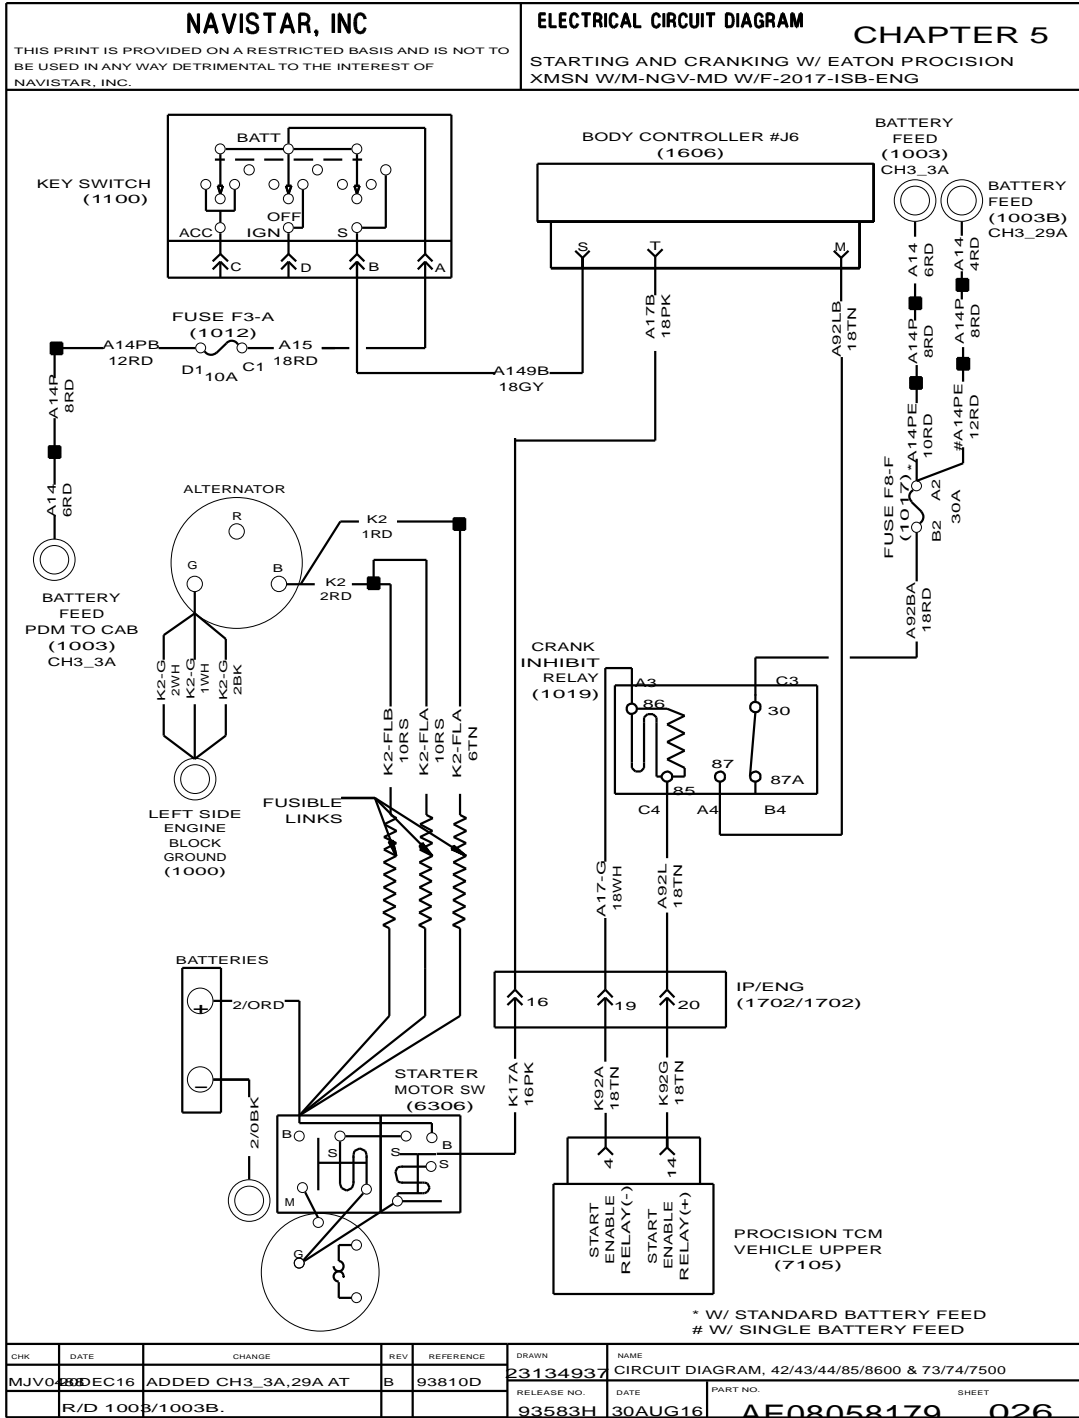 NAVISTAR, INC
THIS PRINT IS PROVIDED ON A RESTRICTED BASIS AND IS NOT TO
BE USED IN ANY WAY DETRIMENTAL TO THE INTEREST OF
NAVISTAR, INC.
ELECTRICAL CIRCUIT DIAGRAM
CHAPTER 5
STARTING AND CRANKING W/ EATON PROCISION
XMSN W/M-NGV-MD W/F-2017-ISB-ENG
KEY SWITCH
(1100)
BATT
OFF
ACC
IGN
S
C
D
B
A
BODY CONTROLLER #J6
(1606)
S
T
M
BATTERY
FEED
(1003)
CH3_3A
BATTERY
FEED
(1003B)
CH3_29A
A14
6RD
A14
4RD
A14P
8RD
A14P
8RD
*A14PE
10RD
#A14PE
12RD
FUSE F8-F
(1017)
A2
B2
30A
A92BA
18RD
A17B
18PK
A92LB
18TN
FUSE F3-A
(1012)
A14PB
12RD
D1
10A
C1
A15
18RD
A149B
18GY
A14P
8RD
A14
6RD
BATTERY
FEED
PDM TO CAB
(1003)
CH3_3A
ALTERNATOR
R
G
B
K2
1RD
K2
2RD
K2-G
2WH
K2-G
1WH
K2-G
2BK
LEFT SIDE
ENGINE
BLOCK
GROUND
(1000)
K2-FLB
10RS
K2-FLA
10RS
K2-FLA
6TN
FUSIBLE
LINKS
CRANK
INHIBIT
RELAY
(1019)
A3
C3
86
30
87
87A
85
C4
A4
B4
A17-G
18WH
A92L
18TN
BATTERIES
+
–
2/ORD
2/0BK
IP/ENG
(1702/1702)
16
19
20
K17A
16PK
K92A
18TN
K92G
18TN
STARTER
MOTOR SW
(6306)
B
S
S
B
S
M
G
4
14
START
ENABLE
RELAY(-)
START
ENABLE
RELAY(+)
PROCISION TCM
VEHICLE UPPER
(7105)
* W/ STANDARD BATTERY FEED
# W/ SINGLE BATTERY FEED
CHK
DATE
CHANGE
REV
REFERENCE
DRAWN
23134937
NAME
CIRCUIT DIAGRAM, 42/43/44/85/8600 & 73/74/7500
DEC16
ADDED CH3_3A,29A AT
B
93810D
R/D 1003/1003B.
RELEASE NO.
93583H
DATE
30AUG16
PART NO.
AE08058179
SHEET
026